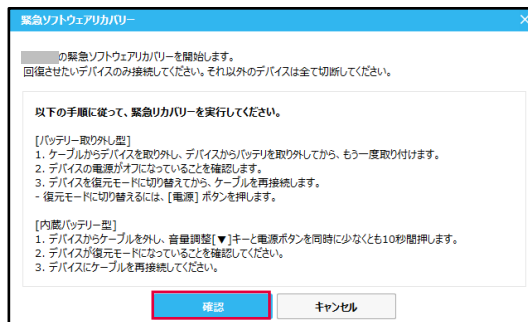 緊急ソフトウェアリカバリー
の緊急ソフトウェアリカバリーを開始します。
回復させたいデバイスのみ接続してください。それ以外のデバイスは全て切断してください。
以下の手順に従って、緊急リカバリーを実行してください。
[バッテリー取り外し型]
1. ケーブルからデバイスを取り外し、デバイスからバッテリを取り外してから、もう一度取り付けます。
2. デバイスの電源がオフになっていることを確認します。
3. デバイスを復元モードに切り替えてから、ケーブルを再接続します。
- 復元モードに切り替えるには、[電源] ボタンを押します。
[内蔵バッテリー型]
1. デバイスからケーブルを外し、音量調整[▼]キーと電源ボタンを同時に少なくとも10秒間押します。
2. デバイスが復元モードになっていることを確認してください。
3. デバイスにケーブルを再接続してください。
確認
キャンセル